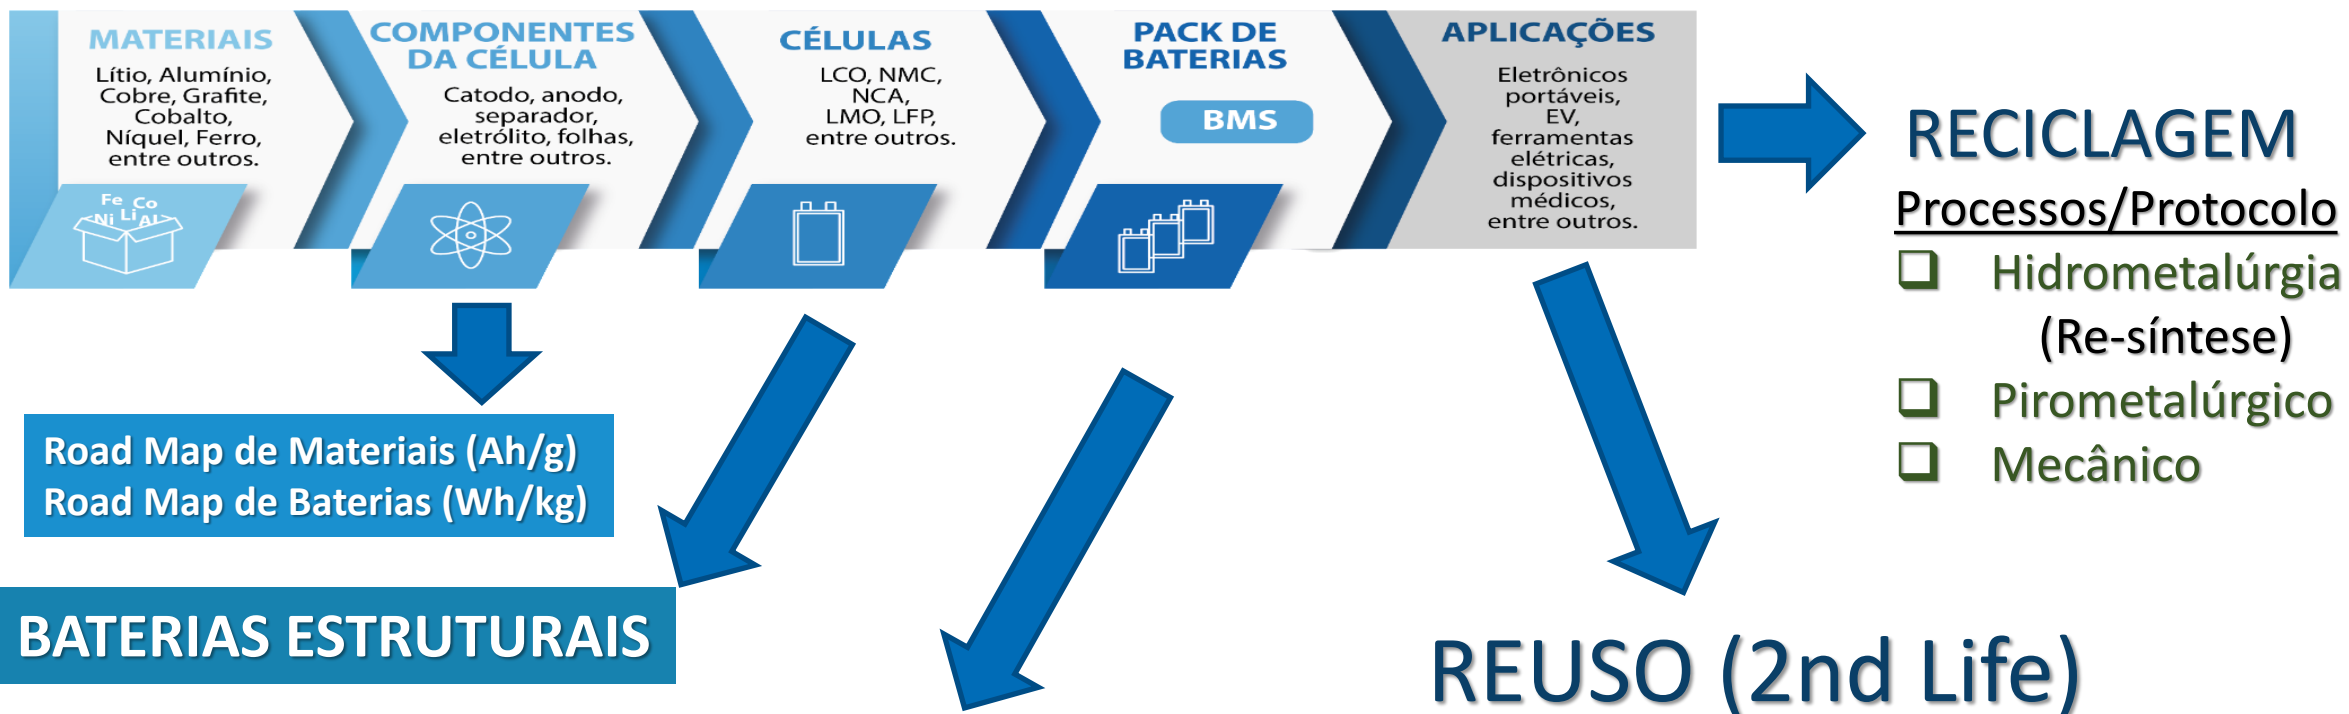 MATERIAIS
Lítio, Alumínio,
Cobre, Grafite,
Cobalto,
Níquel, Ferro,
entre outros.
Fe Co
Ni Li Al
COMPONENTES
DA CÉLULA
Catodo, anodo,
separador,
eletrólito, folhas,
entre outros.
CÉLULAS
LCO, NMC,
NCA,
LMO, LFP,
entre outros.
PACK DE
BATERIAS
BMS
APLICAÇÕES
Eletrônicos
portáveis,
EV,
ferramentas
elétricas,
dispositivos
médicos,
entre outros.
RECICLAGEM
Processos/Protocolo
Hidrometalúrgia
(Re-síntese)
Pirometalúrgico
Mecânico
Road Map de Materiais (Ah/g)
Road Map de Baterias (Wh/kg)
BATERIAS ESTRUTURAIS
REUSO (2nd Life)